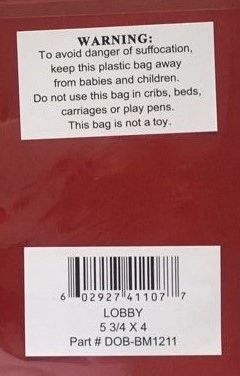 WARNING:
To avoid danger of suffocation,
keep this plastic bag away
from babies and children.
Do not use this bag in cribs, beds,
carriages or play pens.
This bag is not a toy.
6 02927 41107 7
LOBBY
5 3/4 X 4
Part # DOB-BM1211